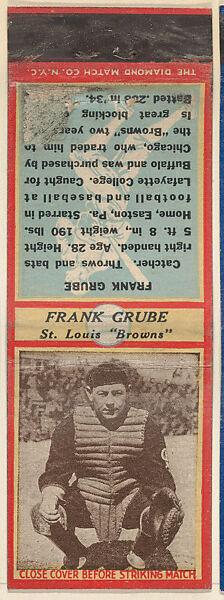 THE DIAMOND MATCH CO. N.Y.C.
FRANK GRUBE
Catcher. Throws and bats
right handed. Age 28. Height
5 ft. 8 in., weight 190 lbs.
Home, Easton, Pa. Starred in
football and basketball at
Lafayette College. Caught for
Buffalo and was purchased by
Chicago, who traded him to
the "Browns" two years
Is great blocking
Batted .288 in '34.
FRANK GRUBE
St. Louis "Browns"
CLOSE COVER BEFORE STRIKING MATCH